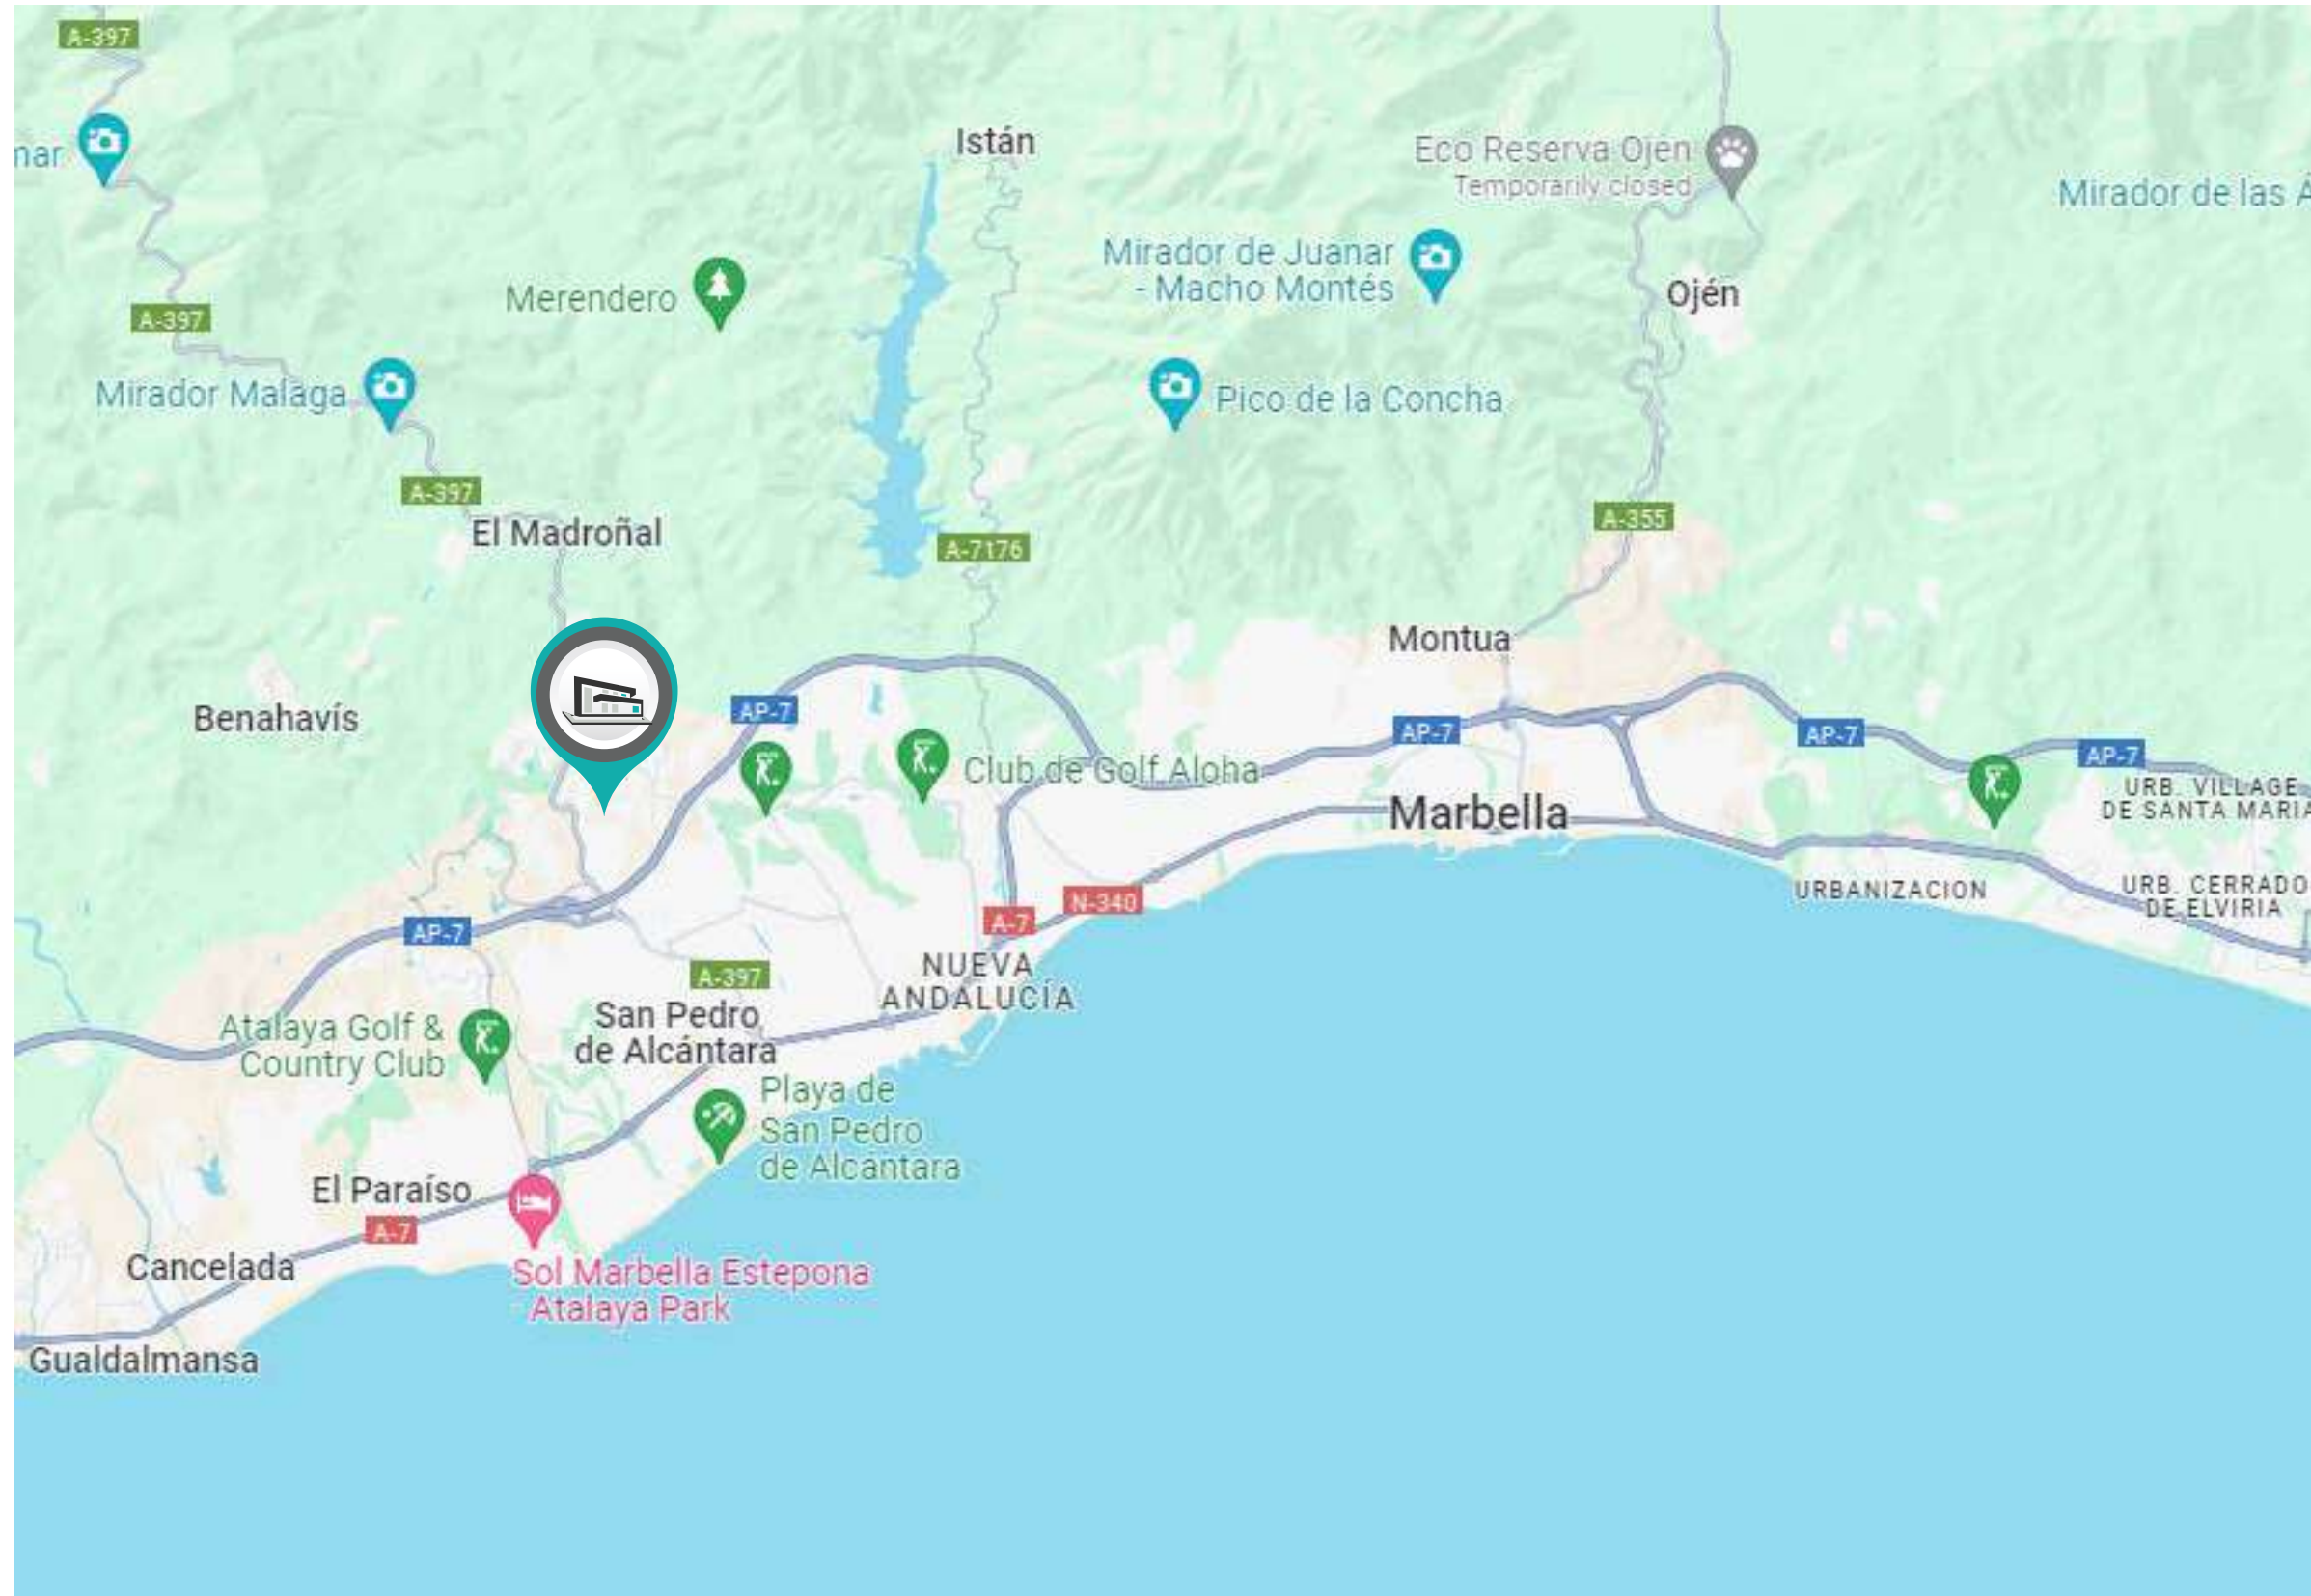 A-397
mar
Istán
Eco Reserva Ojen
Temporarily closed
Mirador de las
Mirador de Juanar
- Macho Montés
Merendero
Ojén
A-397
Mirador Malaga
Pico de la Concha
A-397
El Madroñal
A-355
A-7176
Montua
Benahavís
AP-7
AP-7
AP-7
AP-7
Club de Golf Aloha
URB. VILLAGE
DE SANTA MARIA
Marbella
URBANIZACION
URB. CERRADO
DE ELVIRIA
N-340
A-7
AP-7
NUEVA
ANDALUCÍA
A-397
San Pedro
de Alcántara
Atalaya Golf &
Country Club
Playa de
San Pedro
de Alcantara
El Paraíso
A-7
Cancelada
Sol Marbella Estepona
Atalaya Park
Gualdalmansa